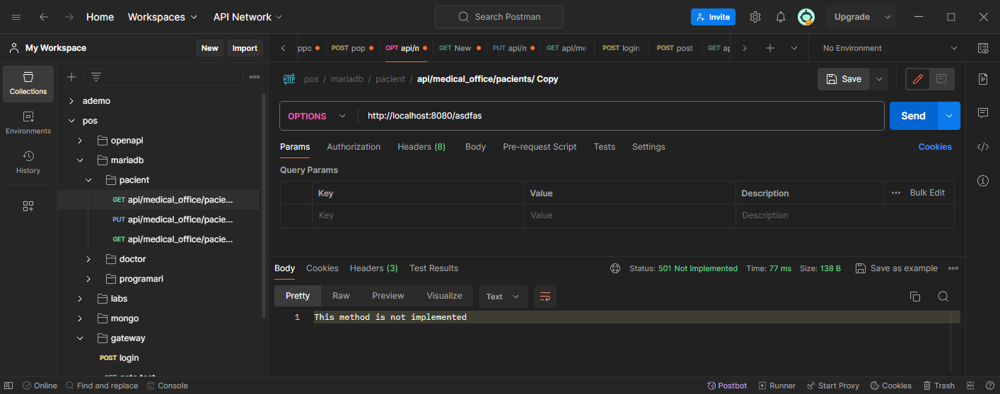 Home Workspaces API Network Search Postman Invite Upgrade
My Workspace New Import
ppo POST pop OPT api/n GET New PUT api/n GET api/me POST login POST post GET ap No Environment
Collections
Environments
History
ademo
pos
openapi
mariadb
pacient
GET api/medical_office/pacie...
PUT api/medical_office/pacie...
GET api/medical_office/pacie...
doctor
programari
labs
mongo
gateway
POST login
HTTP pos / mariadb / pacient / api/medical_office/pacients/ Copy Save
OPTIONS http://localhost:8080/asdfas Send
Params Authorization Headers (8) Body Pre-request Script Tests Settings Cookies
Query Params
Key Value Description Bulk Edit
Key Value Description
Body Cookies Headers (3) Test Results Status: 501 Not Implemented Time: 77 ms Size: 138 B Save as example
Pretty Raw Preview Visualize Text
1 This method is not implemented
Online Find and replace Console Postbot Runner Start Proxy Cookies Trash